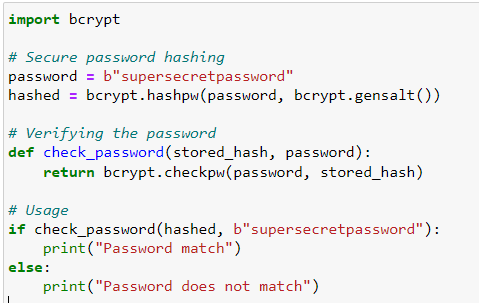 import bcrypt
# Secure password hashing
password = b"supersecretpassword"
hashed = bcrypt.hashpw(password, bcrypt.gensalt())
# Verifying the password
def check_password(stored_hash, password):
    return bcrypt.checkpw(password, stored_hash)
# Usage
if check_password(hashed, b"supersecretpassword"):
    print("Password match")
else:
    print("Password does not match")